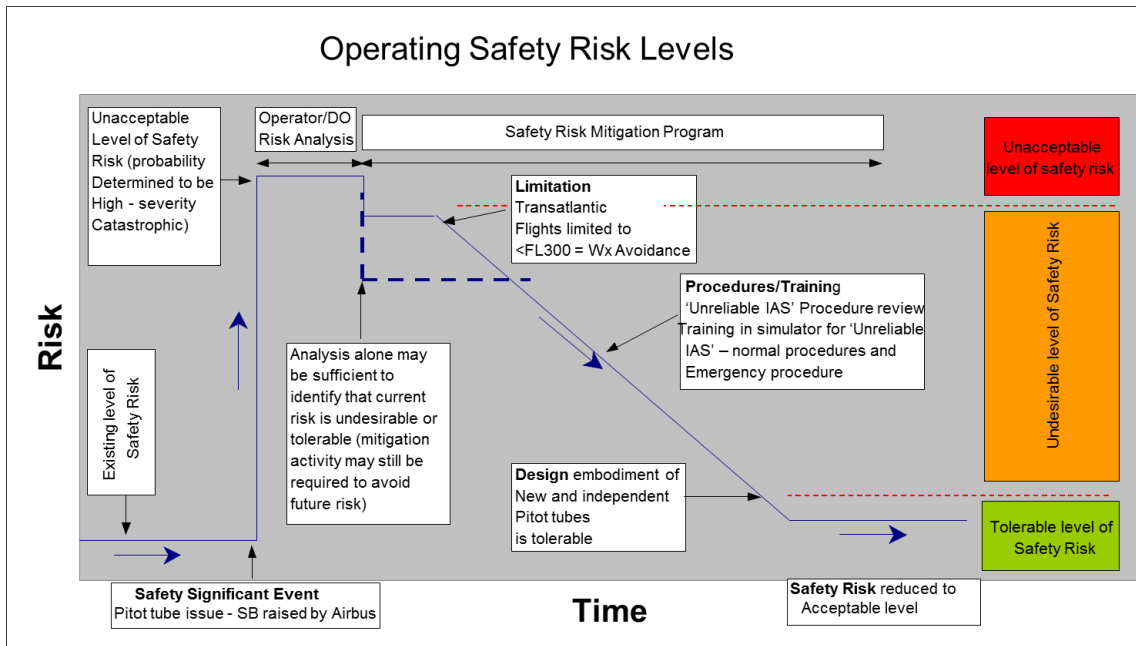 Operating Safety Risk Levels
Unacceptable
Level of Safety
Risk (probability
Determined to be
High - severity
Catastrophic)
Operator/DO
Risk Analysis
Safety Risk Mitigation Program
Unacceptable
level of safety risk
Limitation
Transatlantic
Flights limited to
<FL300 = Wx Avoidance
Undesirable level of Safety Risk
Procedures/Training
‘Unreliable IAS’ Procedure review
Training in simulator for ‘Unreliable
IAS’ – normal procedures and
Emergency procedure
Risk
Existing level of
Safety Risk
Analysis alone may
be sufficient to
identify that current
risk is undesirable or
tolerable (mitigation
activity may still be
required to avoid
future risk)
Design embodiment of
New and independent
Pitot tubes
is tolerable
Tolerable level of
Safety Risk
Safety Significant Event
Pitot tube issue - SB raised by Airbus
Time
Safety Risk reduced to
Acceptable level